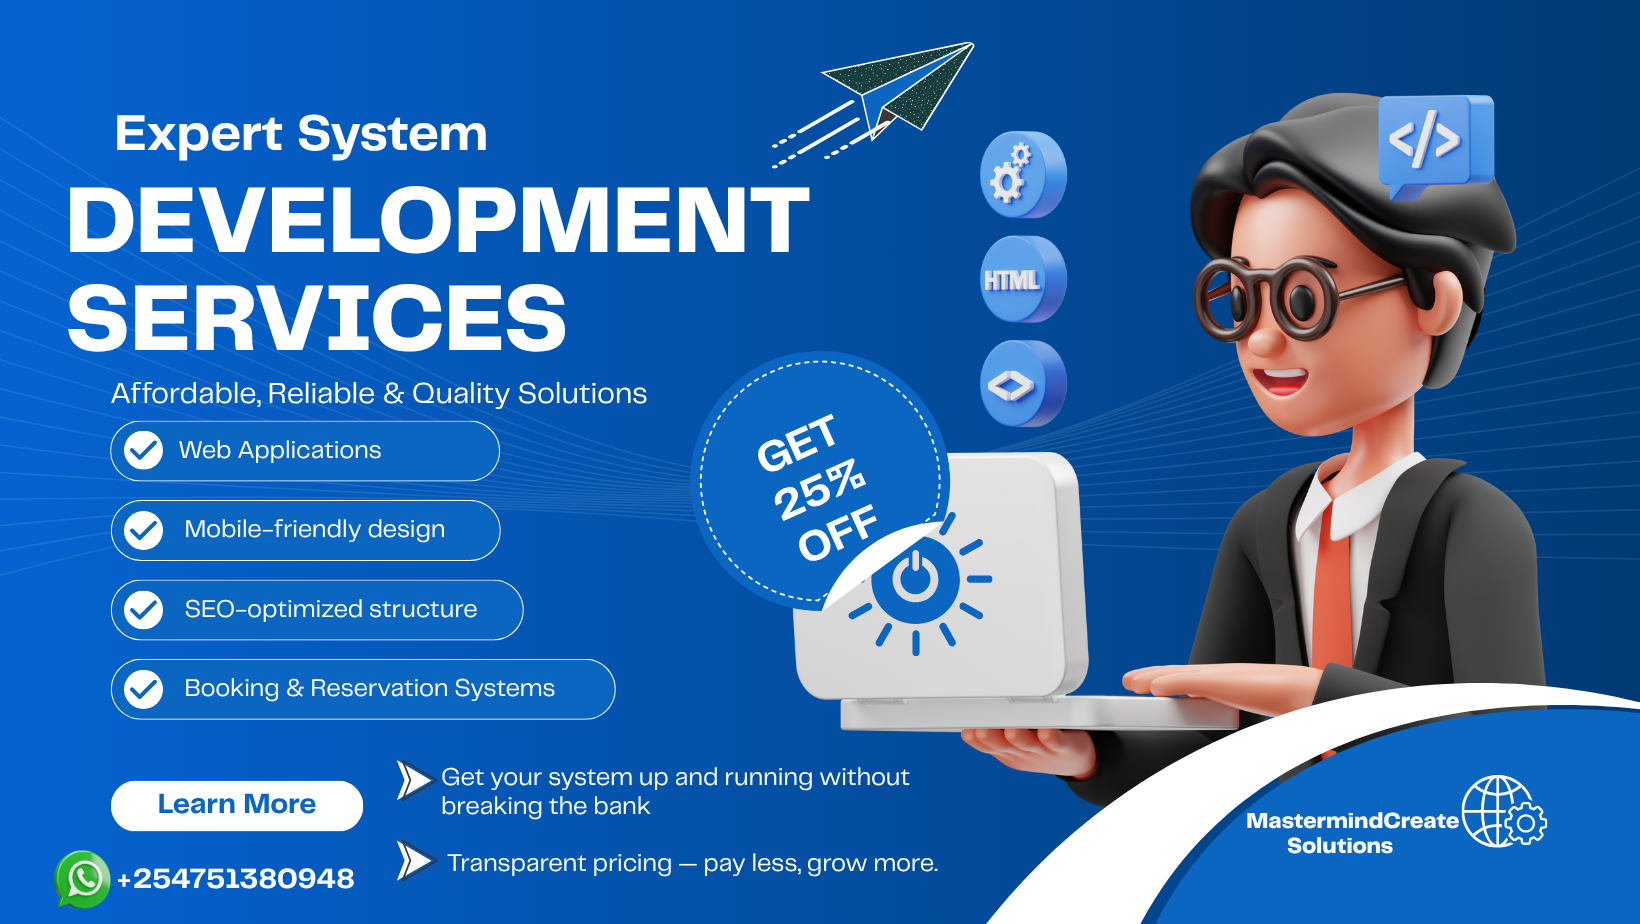 Expert System
DEVELOPMENT
SERVICES
Affordable, Reliable & Quality Solutions
Web Applications
Mobile-friendly design
SEO-optimized structure
Booking & Reservation Systems
GET
25%
OFF
HTML
</>
<>
Learn More
+254751380948
Get your system up and running without
breaking the bank
Transparent pricing — pay less, grow more.
MastermindCreate
Solutions